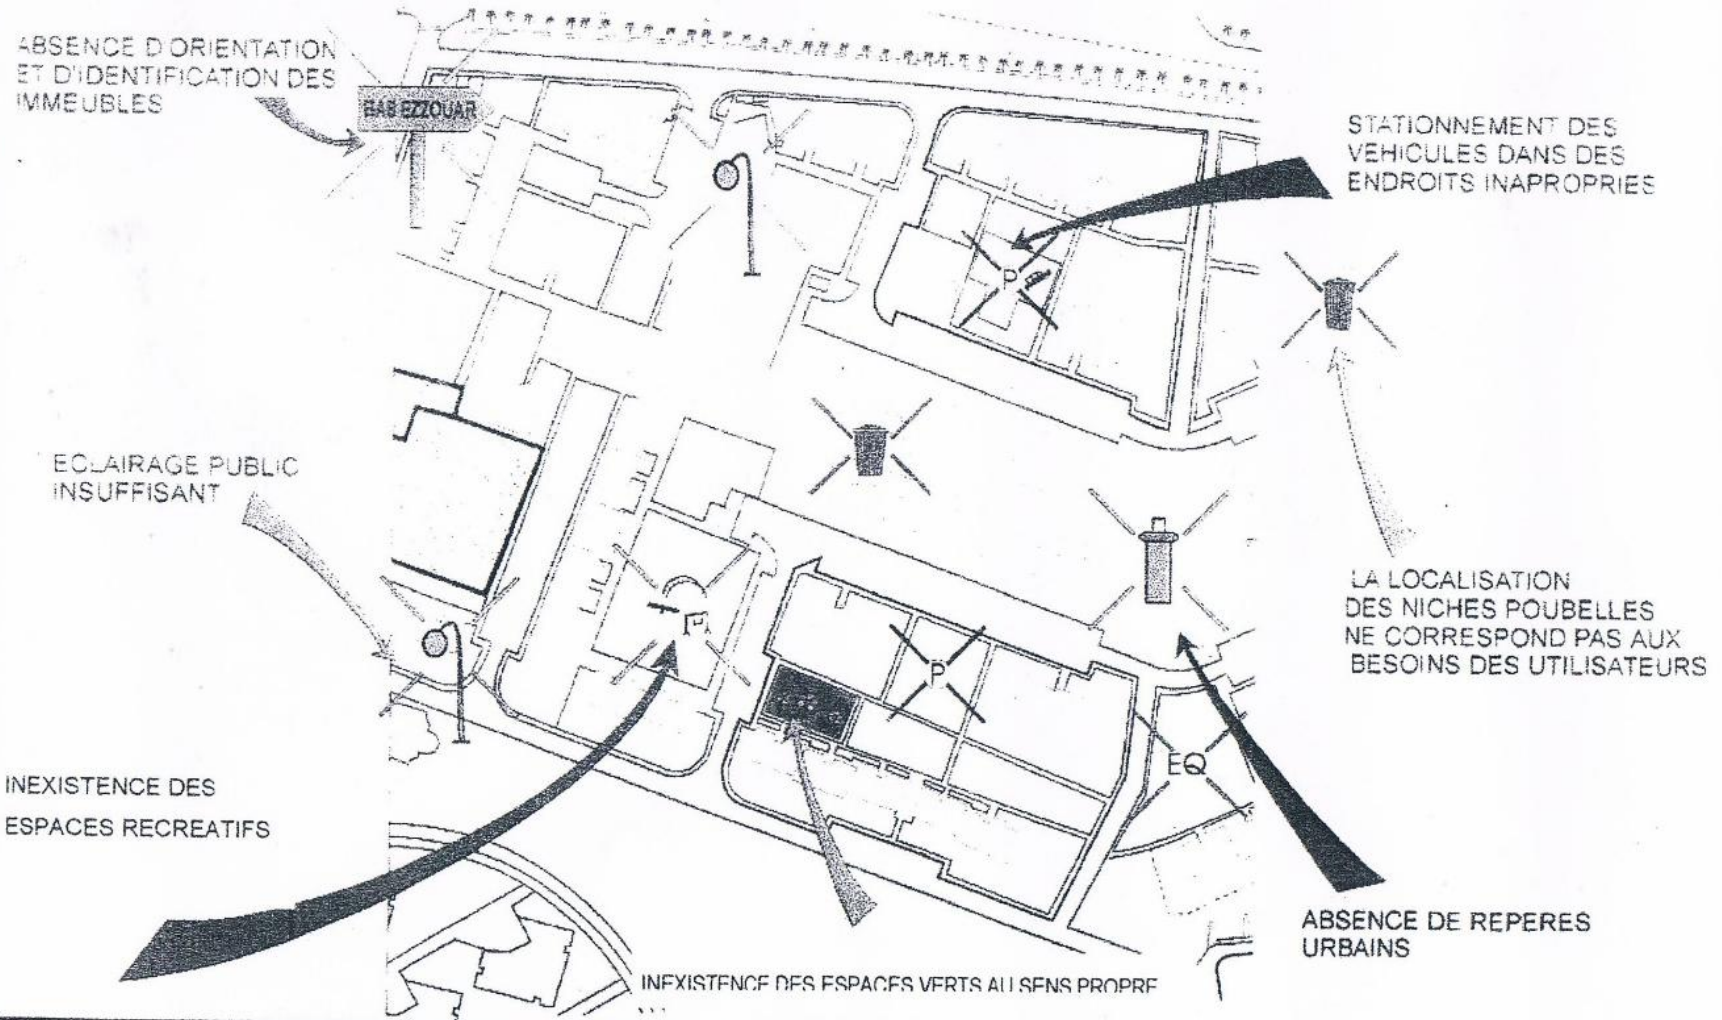 ABSENCE D'ORIENTATION
ET D'IDENTIFICATION DES
IMMEUBLES
BAB EZZOUAR
STATIONNEMENT DES
VEHICULES DANS DES
ENDROITS INAPROPRIES
P
ECLAIRAGE PUBLIC
INSUFFISANT
LA LOCALISATION
DES NICHES POUBELLES
NE CORRESPOND PAS AUX
BESOINS DES UTILISATEURS
P
EQ
INEXISTENCE DES
ESPACES RECREATIFS
ABSENCE DE REPERES
URBAINS
INEXISTENCE DES ESPACES VERTS AU SENS PROPRE